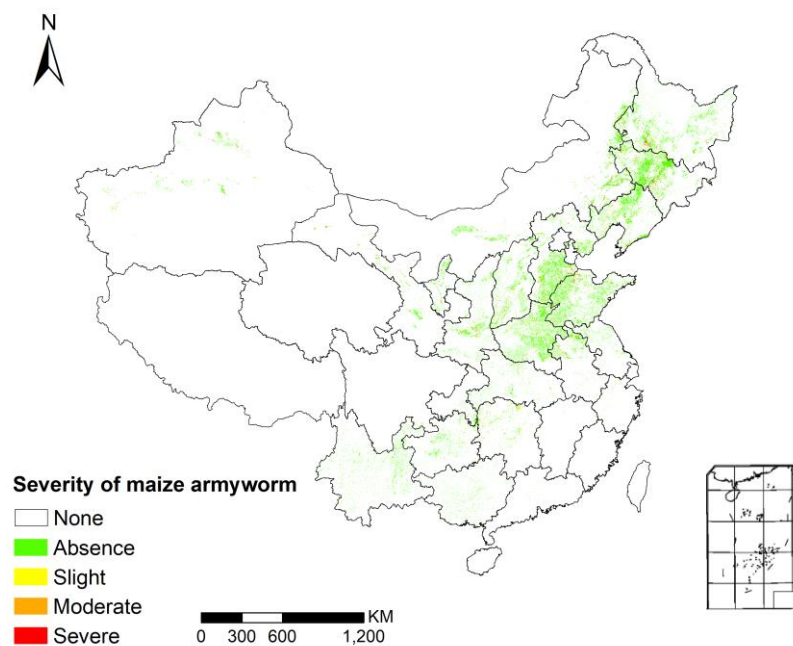 N
Severity of maize armyworm
None
Absence
Slight
Moderate
Severe
KM
0 300 600 1,200